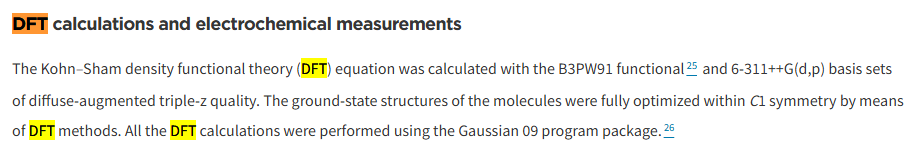 DFT calculations and electrochemical measurements
The Kohn–Sham density functional theory (DFT) equation was calculated with the B3PW91 functional25 and 6-311++G(d,p) basis sets
of diffuse-augmented triple-z quality. The ground-state structures of the molecules were fully optimized within C1 symmetry by means
of DFT methods. All the DFT calculations were performed using the Gaussian 09 program package.26